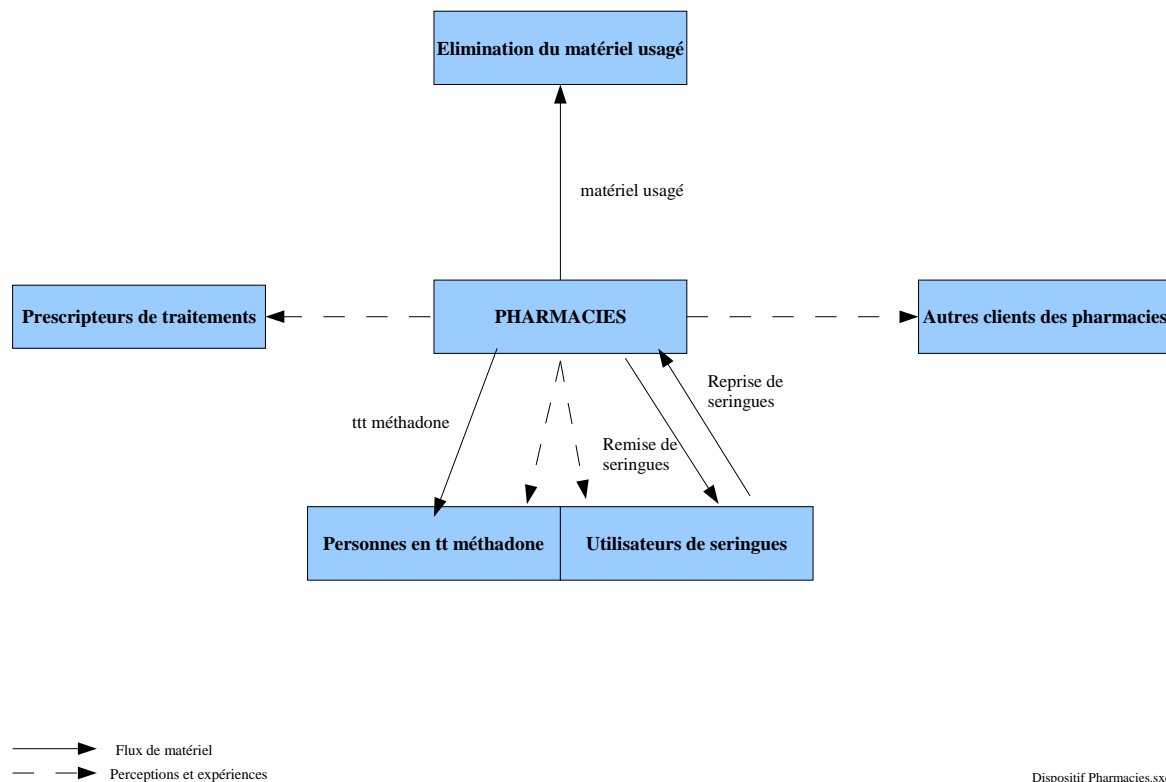 Elimination du matériel usagé
matériel usagé
Prescripteurs de traitements
PHARMACIES
Autres clients des pharmacies
Reprise de
seringues
ttt méthadone
Remise de
seringues
Personnes en tt méthadone
Utilisateurs de seringues
Flux de matériel
Perceptions et expériences